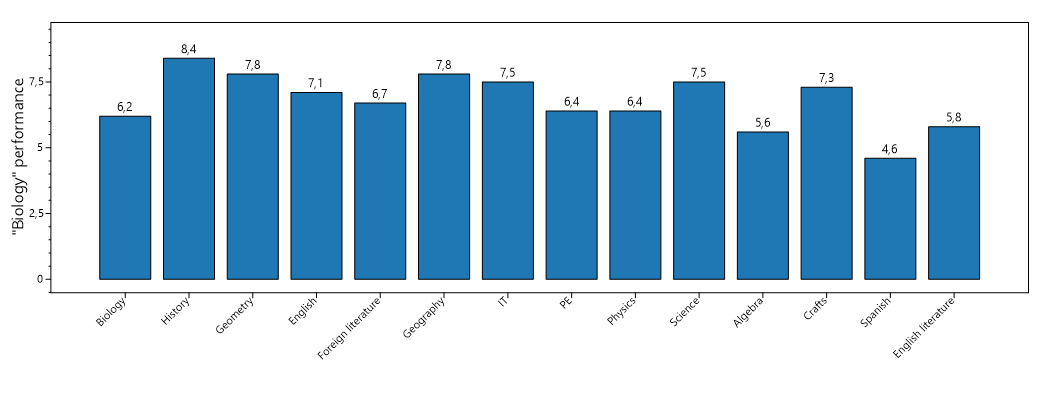 "Biology" performance
7,5
5
2,5
0
6,2
8,4
7,8
7,1
6,7
7,8
7,5
6,4
6,4
7,5
5,6
7,3
4,6
5,8
Biology
History
Geometry
English
Foreign literature
Geography
IT
PE
Physics
Science
Algebra
Crafts
Spanish
English literature